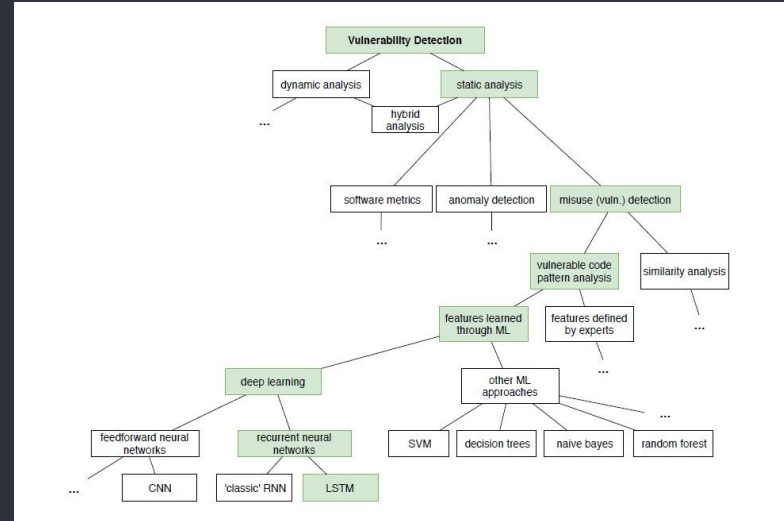 Vulnerability Detection
dynamic analysis
static analysis
hybrid
analysis
...
software metrics
anomaly detection
misuse (vuln.) detection
...
...
vulnerable code
pattern analysis
similarity analysis
features learned
through ML
features defined
by experts
...
...
deep learning
other ML
approaches
...
feedforward neural
networks
recurrent neural
networks
SVM
decision trees
naive bayes
random forest
...
CNN
'classic' RNN
LSTM